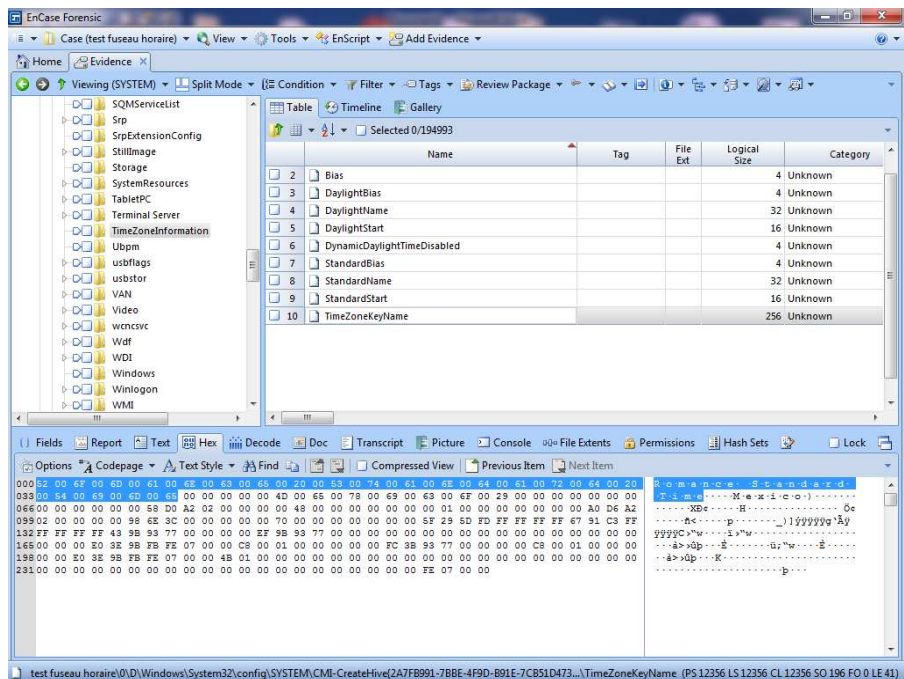 EnCase Forensic
Case (test fuseau horaire) View Tools EnScript Add Evidence
Home Evidence
Viewing (SYSTEM) Split Mode Condition Filter Tags Review Package
SQMServiceList
Srp
SrpExtensionConfig
StillImage
Storage
SystemResources
TabletPC
Terminal Server
TimeZoneInformation
Ubpm
usbflags
usbstor
VAN
Video
wcncsvc
Wdf
WDI
Windows
Winlogon
WMI
Table Timeline Gallery
Selected 0/194993
Name Tag File Ext Logical Size Category
2 Bias 4 Unknown
3 DaylightBias 4 Unknown
4 DaylightName 32 Unknown
5 DaylightStart 16 Unknown
6 DynamicDaylightTimeDisabled 4 Unknown
7 StandardBias 4 Unknown
8 StandardName 32 Unknown
9 StandardStart 16 Unknown
10 TimeZoneKeyName 256 Unknown
Fields Report Text Hex Decode Doc Transcript Picture Console File Extents Permissions Hash Sets Lock
Options Codepage Text Style Find Compressed View Previous Item Next Item
000 52 00 6F 00 6D 00 61 00 6E 00 63 00 65 00 20 00 53 00 74 00 61 00 6E 00 64 00 61 00 72 00 64 00 20 R·o·m·a·n·c·e· ·S·t·a·n·d·a·r·d·
033 00 54 00 69 00 6D 00 65 00 00 00 00 00 4D 00 65 00 78 00 69 00 63 00 6F 00 29 00 00 00 00 00 00 00 ·T·i·m·e·····M·e·x·i·c·o·)·······
test fuseau horaire\0\D\Windows\System32\config\SYSTEM\CMI-CreateHive{2A7FB991-7BBE-4F9D-B91E-7CB51D473...\TimeZoneKeyName (PS 12356 LS 12356 CL 12356 SO 196 FO 0 LE 41)